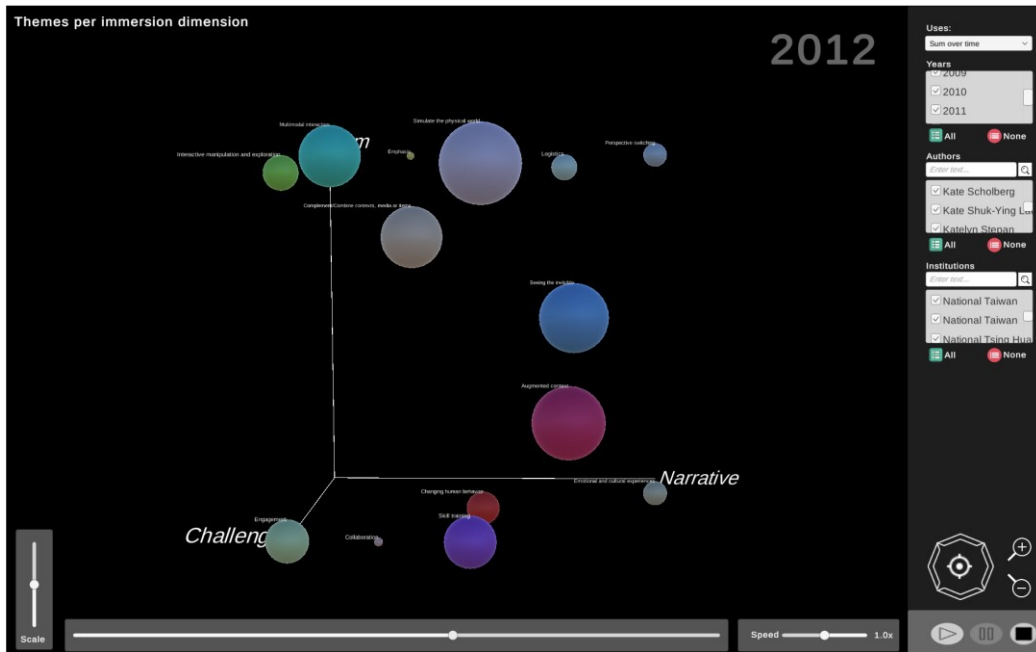 Themes per immersion dimension
2012
Multimodal interaction
Interactive manipulation and exploration
Emphasis
Simulate the physical world
Logistics
Perspective switching
Complement/Combine contexts, media or items
Seeing the invisible
Augmented context
Narrative
Emotional and cultural experiences
Changing human behavior
Skill training
Engagement
Collaboration
Challeng
Scale
Speed
1.0x
Uses:
Sum over time
Years
2009
2010
2011
All
None
Authors
Enter text...
Kate Scholberg
Kate Shuk-Ying
Katelyn Stepan
All
None
Institutions
Enter text...
National Taiwan
National Taiwan
National Tsing Hua
All
None